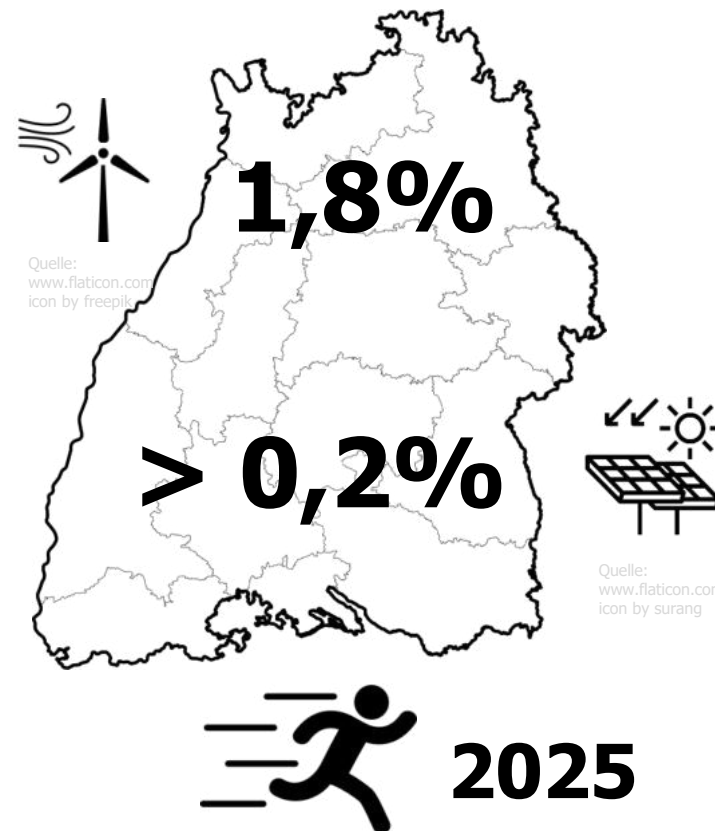 1,8%
Quelle:
www.flaticon.com
icon by freepik
> 0,2%
Quelle:
www.flaticon.com
icon by surang
2025